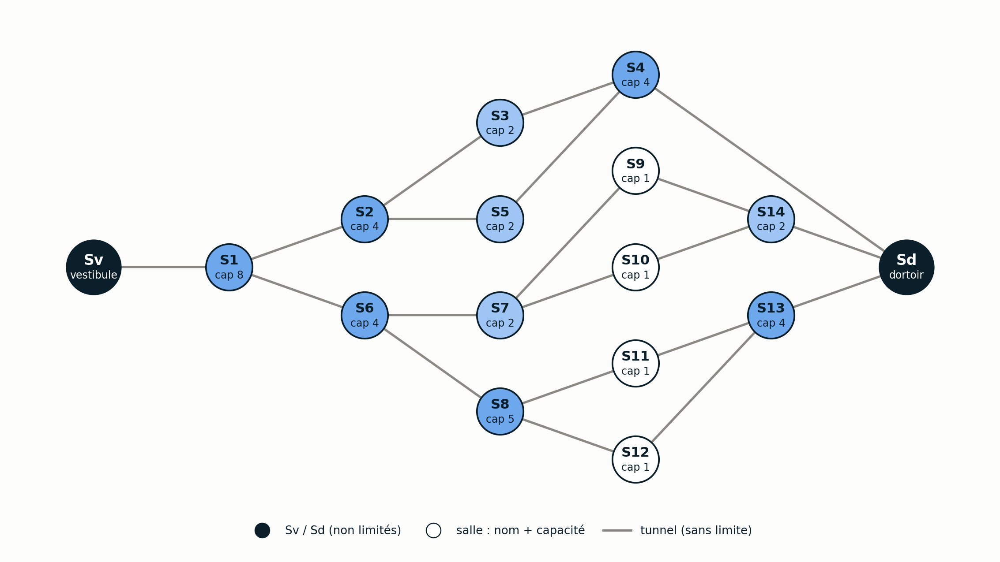 S4
cap 4
S3
cap 2
S9
cap 1
S2
cap 4
S5
cap 2
S14
cap 2
Sv
vestibule
S1
cap 8
S10
cap 1
Sd
dortoir
S6
cap 4
S7
cap 2
S13
cap 4
S11
cap 1
S8
cap 5
S12
cap 1
Sv / Sd (non limités)
salle : nom + capacité
tunnel (sans limite)